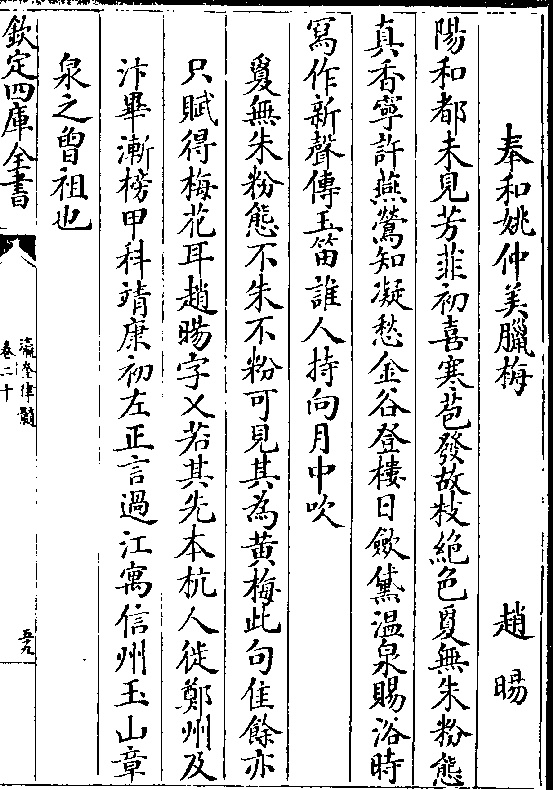 奉和姚仲美臘梅　趙暘
陽和都未見芳菲初喜寒苞發故枝絶色夐無朱粉態
真香寧許燕鶯知凝愁金谷登樓日斂黛温泉賜浴時
寫作新聲傳玉笛誰人持向月中吹
夐無朱粉態不朱不粉可見其為黄梅此句佳餘亦
只賦得梅花耳趙暘字乂若其先本杭人徙鄭州及
汴畢漸榜甲科靖康初左正言過江寓信州玉山章
泉之曽祖也
欽定四庫全書
瀛奎律髓
卷二十
五九